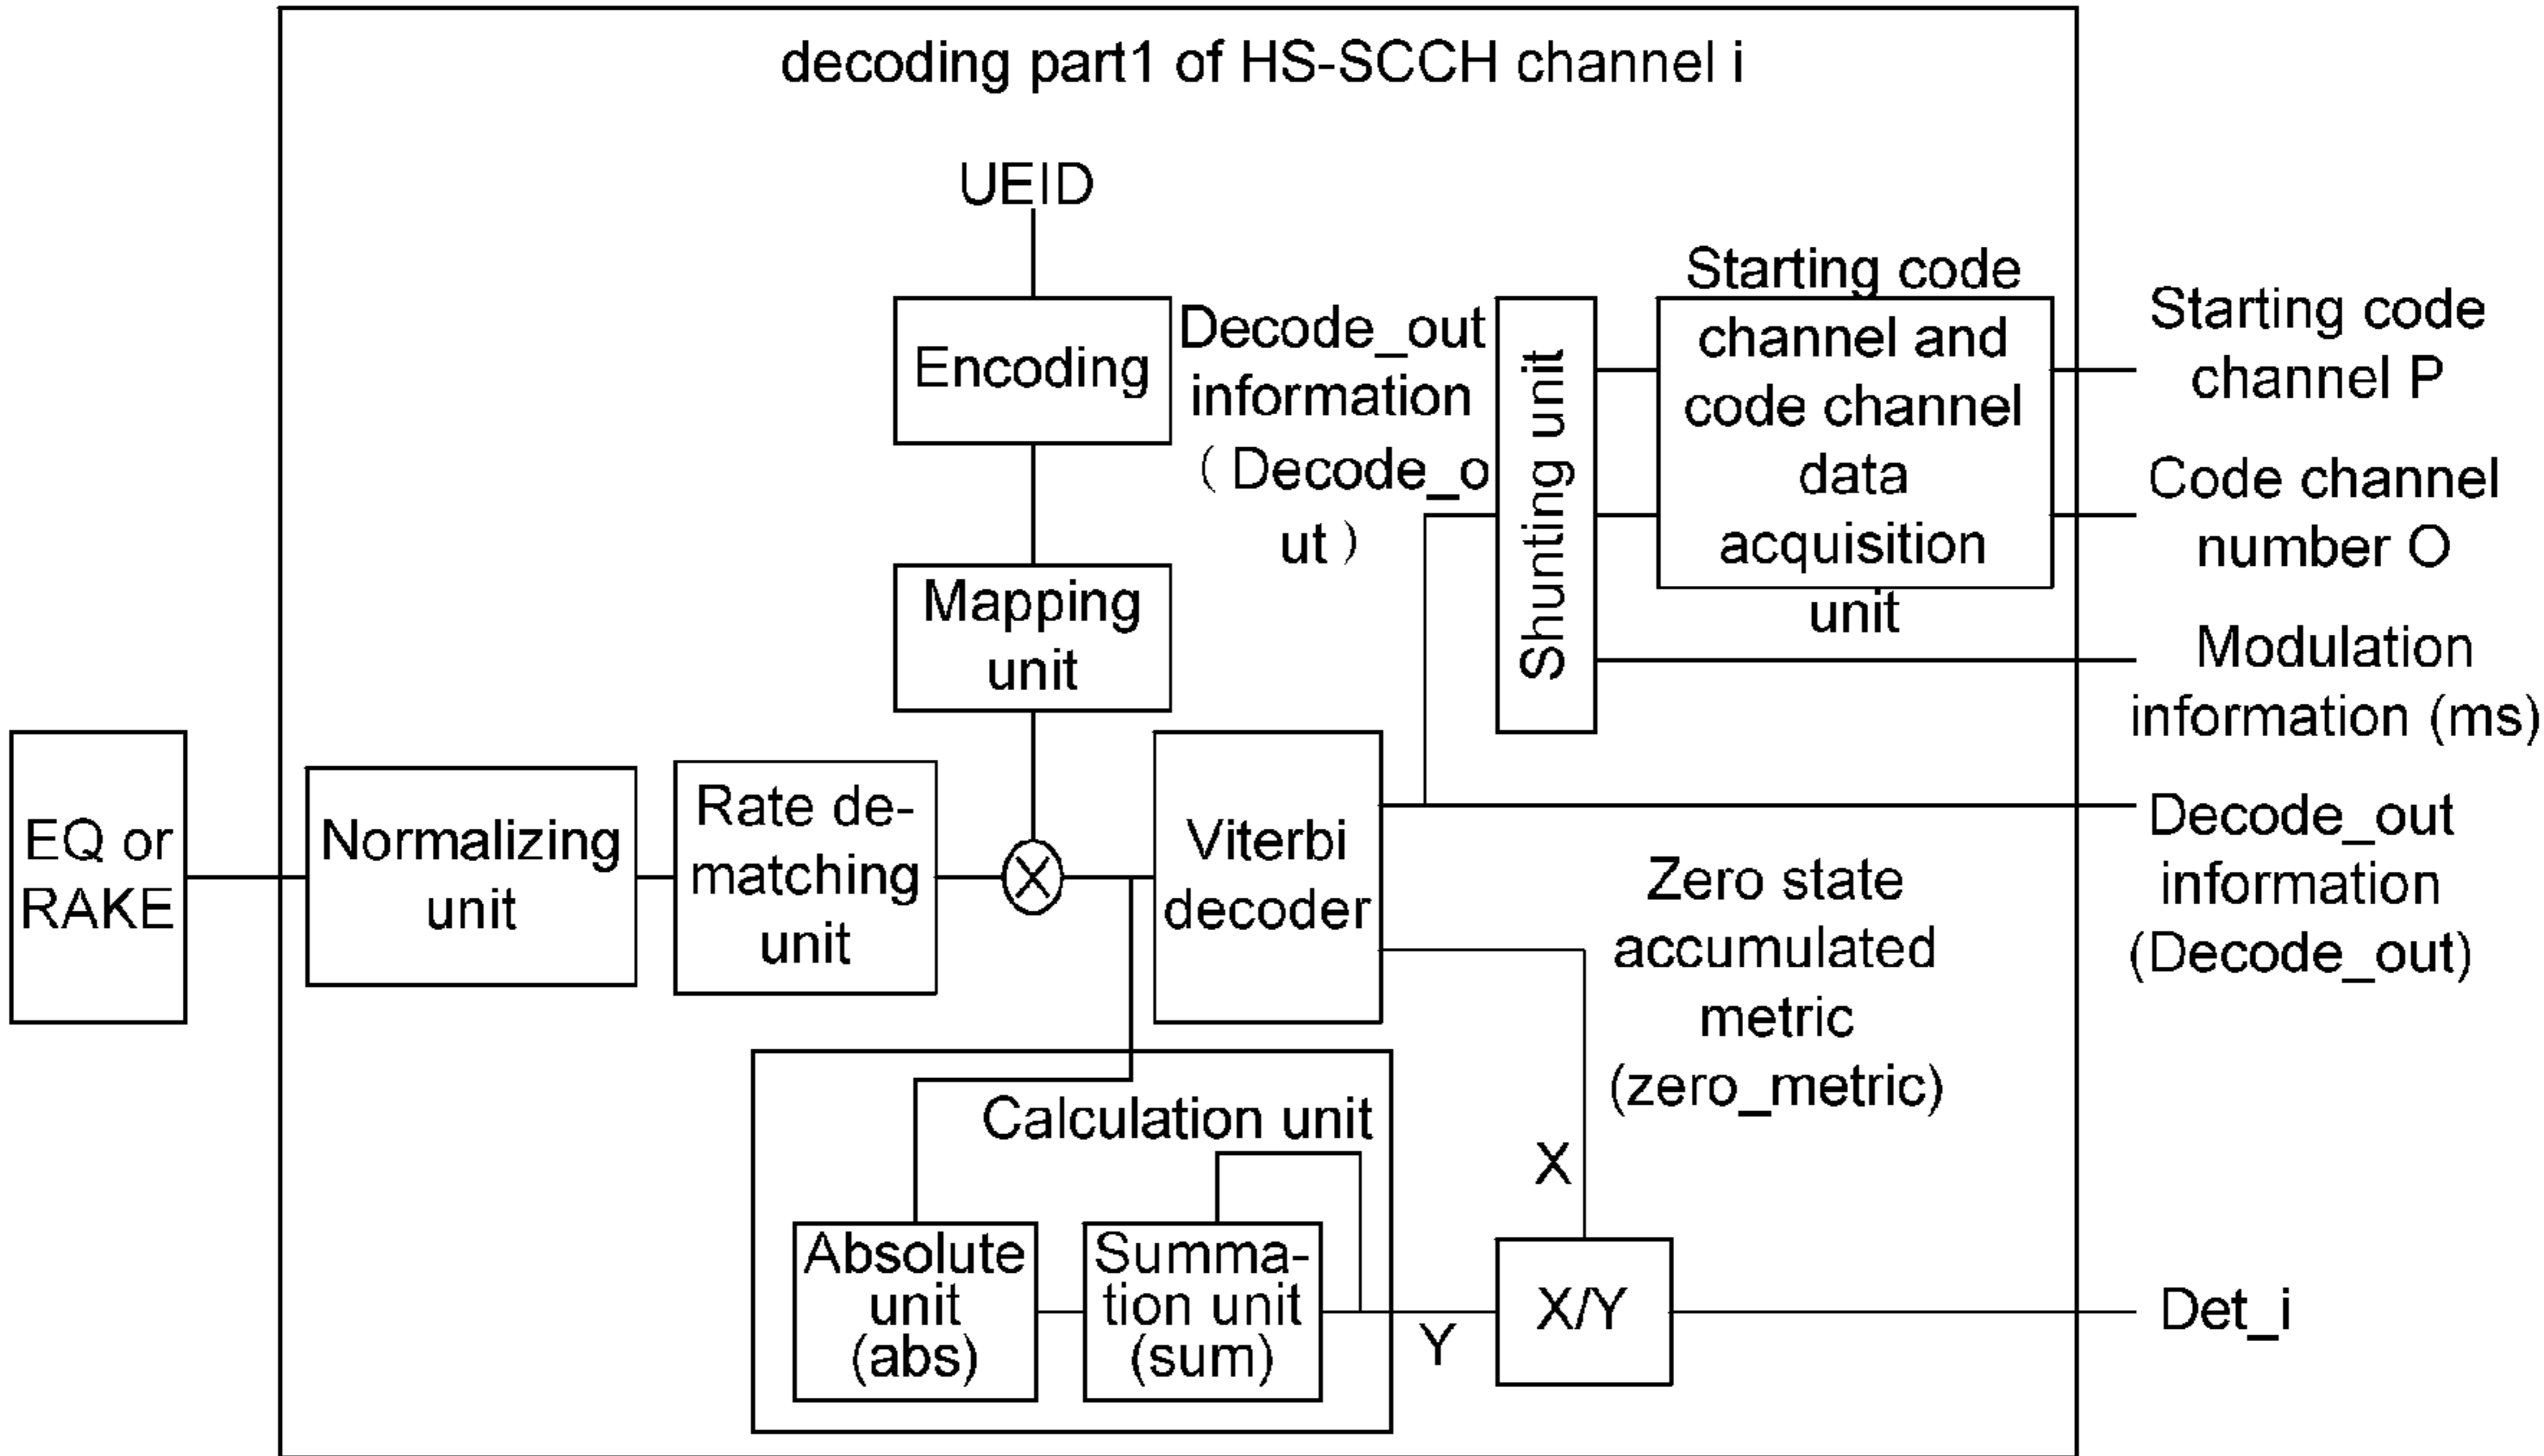 decoding part1 of HS-SCCH channel i
UEID
Encoding
Mapping
unit
Decode_out
information
（Decode_o
ut）
Shunting unit
Starting code
channel and
code channel
data
acquisition
unit
Starting code
channel P
Code channel
number O
Modulation
information (ms)
Decode_out
information
(Decode_out)
EQ or
RAKE
Normalizing
unit
Rate de-
matching
unit
X
Viterbi
decoder
Zero state
accumulated
metric
(zero_metric)
Calculation unit
X
Absolute
unit
(abs)
Summa-
tion unit
(sum)
Y
X/Y
Det_i